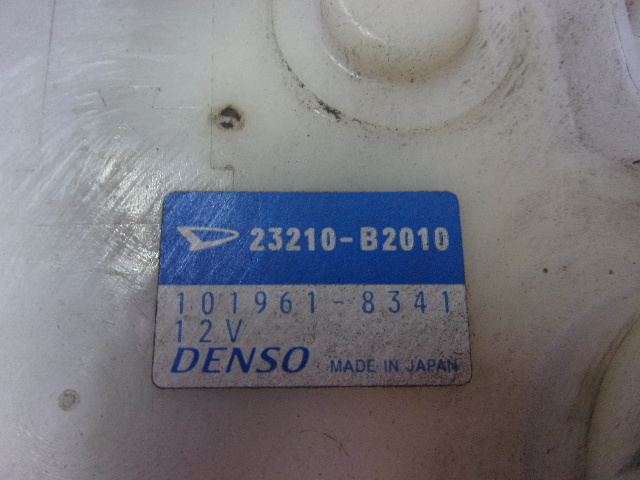 23210-B2010
101961-8341
12V
DENSO MADE IN JAPAN